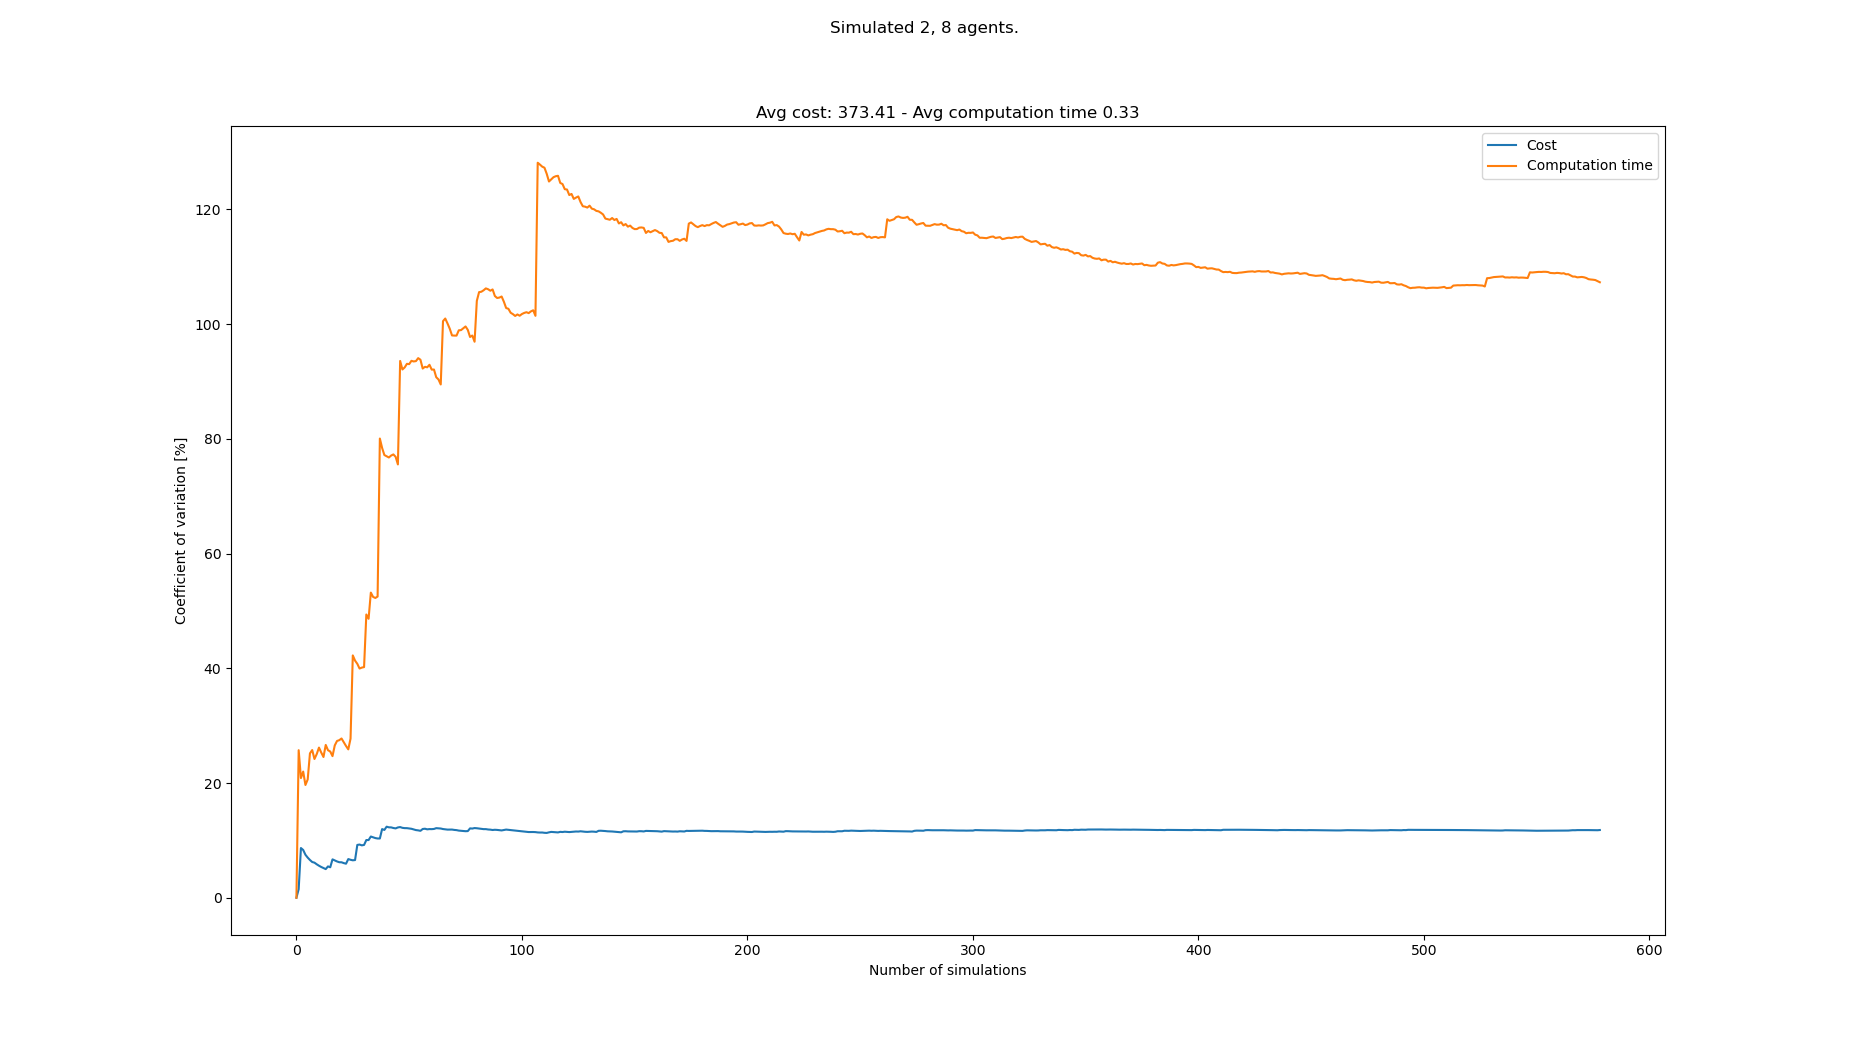 Simulated 2, 8 agents.
Avg cost: 373.41 - Avg computation time 0.33
Cost
Computation time
120
100
80
60
40
20
0
Coefficient of variation [%]
0 100 200 300 400 500 600
Number of simulations